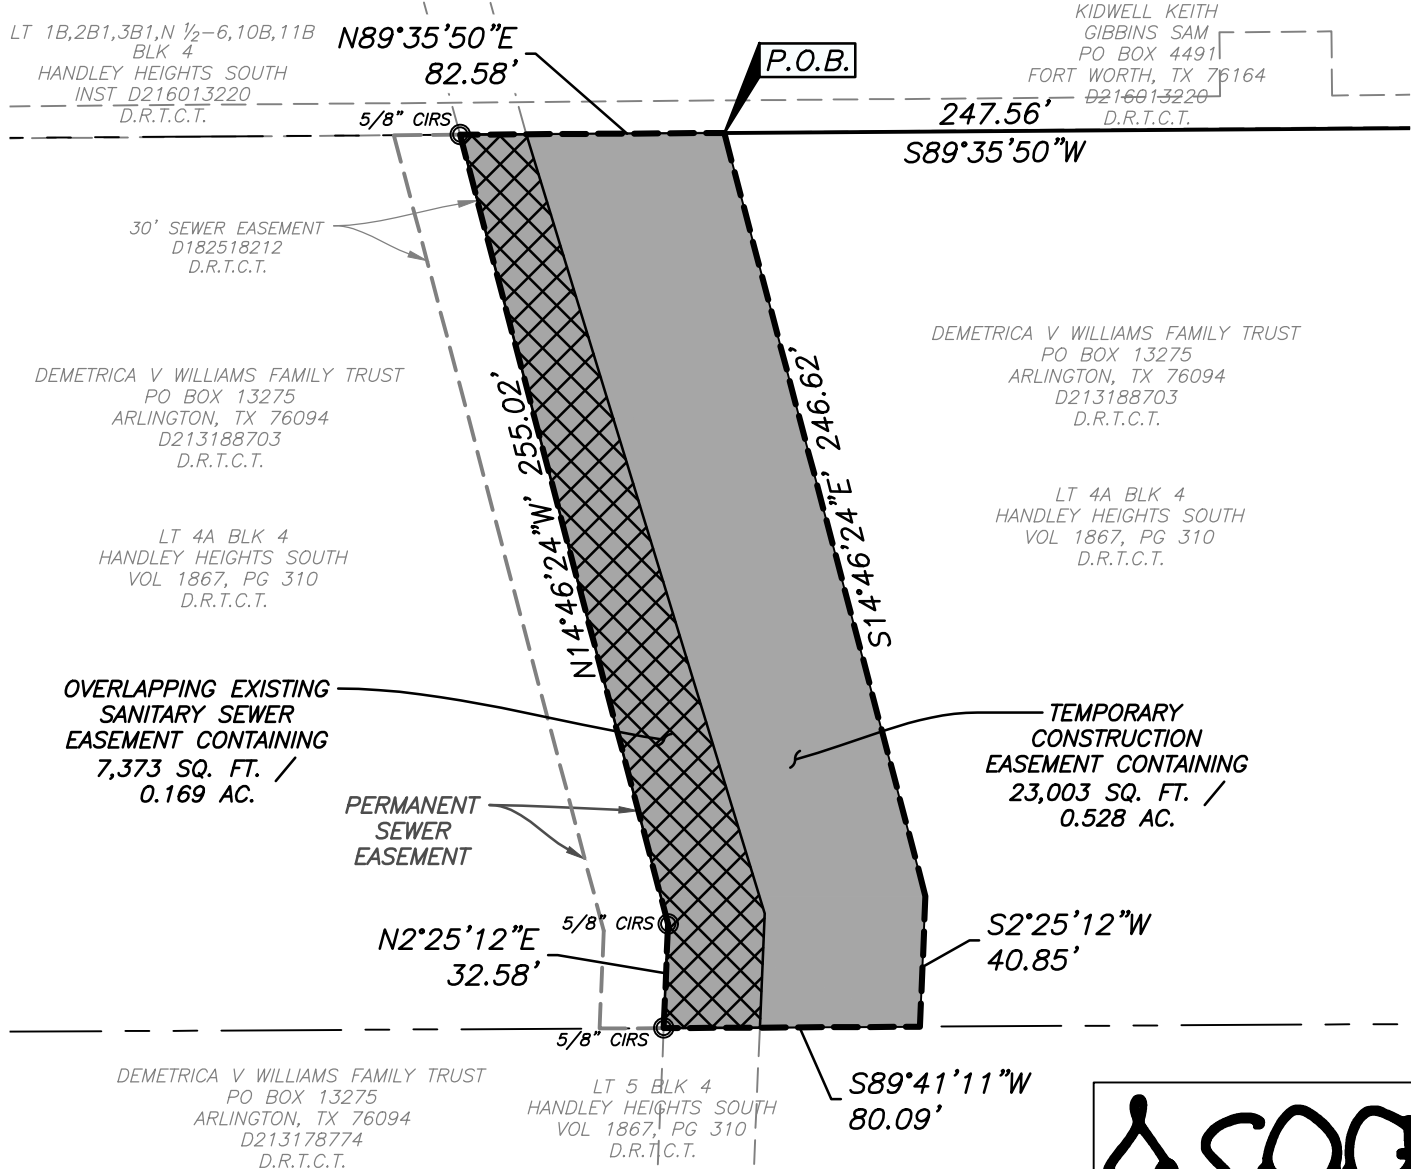 LT 1B,2B1,3B1,N ½-6,10B,11B
BLK 4
HANDLEY HEIGHTS SOUTH
INST D216013220
D.R.T.C.T.
N89°35'50"E
82.58'
P.O.B.
KIDWELL KEITH
GIBBINS SAM
PO BOX 4491
FORT WORTH, TX 76164
D216013220
D.R.T.C.T.
247.56'
S89°35'50"W
5/8" CIRS
30' SEWER EASEMENT
D182518212
D.R.T.C.T.
DEMETRICA V WILLIAMS FAMILY TRUST
PO BOX 13275
ARLINGTON, TX 76094
D213188703
D.R.T.C.T.
LT 4A BLK 4
HANDLEY HEIGHTS SOUTH
VOL 1867, PG 310
D.R.T.C.T.
N14°46'24"W' 255.02'
S14°46'24"E' 246.62'
DEMETRICA V WILLIAMS FAMILY TRUST
PO BOX 13275
ARLINGTON, TX 76094
D213188703
D.R.T.C.T.
LT 4A BLK 4
HANDLEY HEIGHTS SOUTH
VOL 1867, PG 310
D.R.T.C.T.
OVERLAPPING EXISTING
SANITARY SEWER
EASEMENT CONTAINING
7,373 SQ. FT. /
0.169 AC.
TEMPORARY
CONSTRUCTION
EASEMENT CONTAINING
23,003 SQ. FT. /
0.528 AC.
PERMANENT
SEWER
EASEMENT
5/8" CIRS
N2°25'12"E
32.58'
S2°25'12"W
40.85'
5/8" CIRS
S89°41'11"W
80.09'
DEMETRICA V WILLIAMS FAMILY TRUST
PO BOX 13275
ARLINGTON, TX 76094
D213178774
D.R.T.C.T.
LT 5 BLK 4
HANDLEY HEIGHTS SOUTH
VOL 1867, PG 310
D.R.T.C.T.